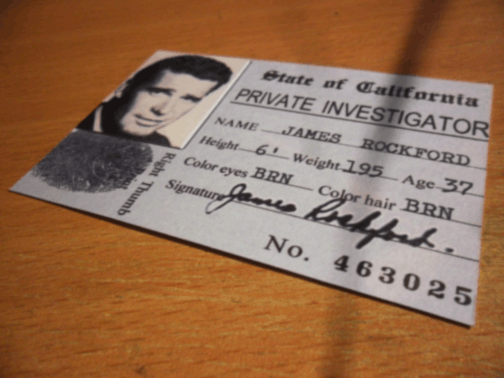 State of California
PRIVATE INVESTIGATOR
NAME JAMES ROCKFORD
Height 6' Weight 195 Age 37
Color eyes BRN Color hair BRN
Signature James Rockford.
No. 463025
Right Thumb